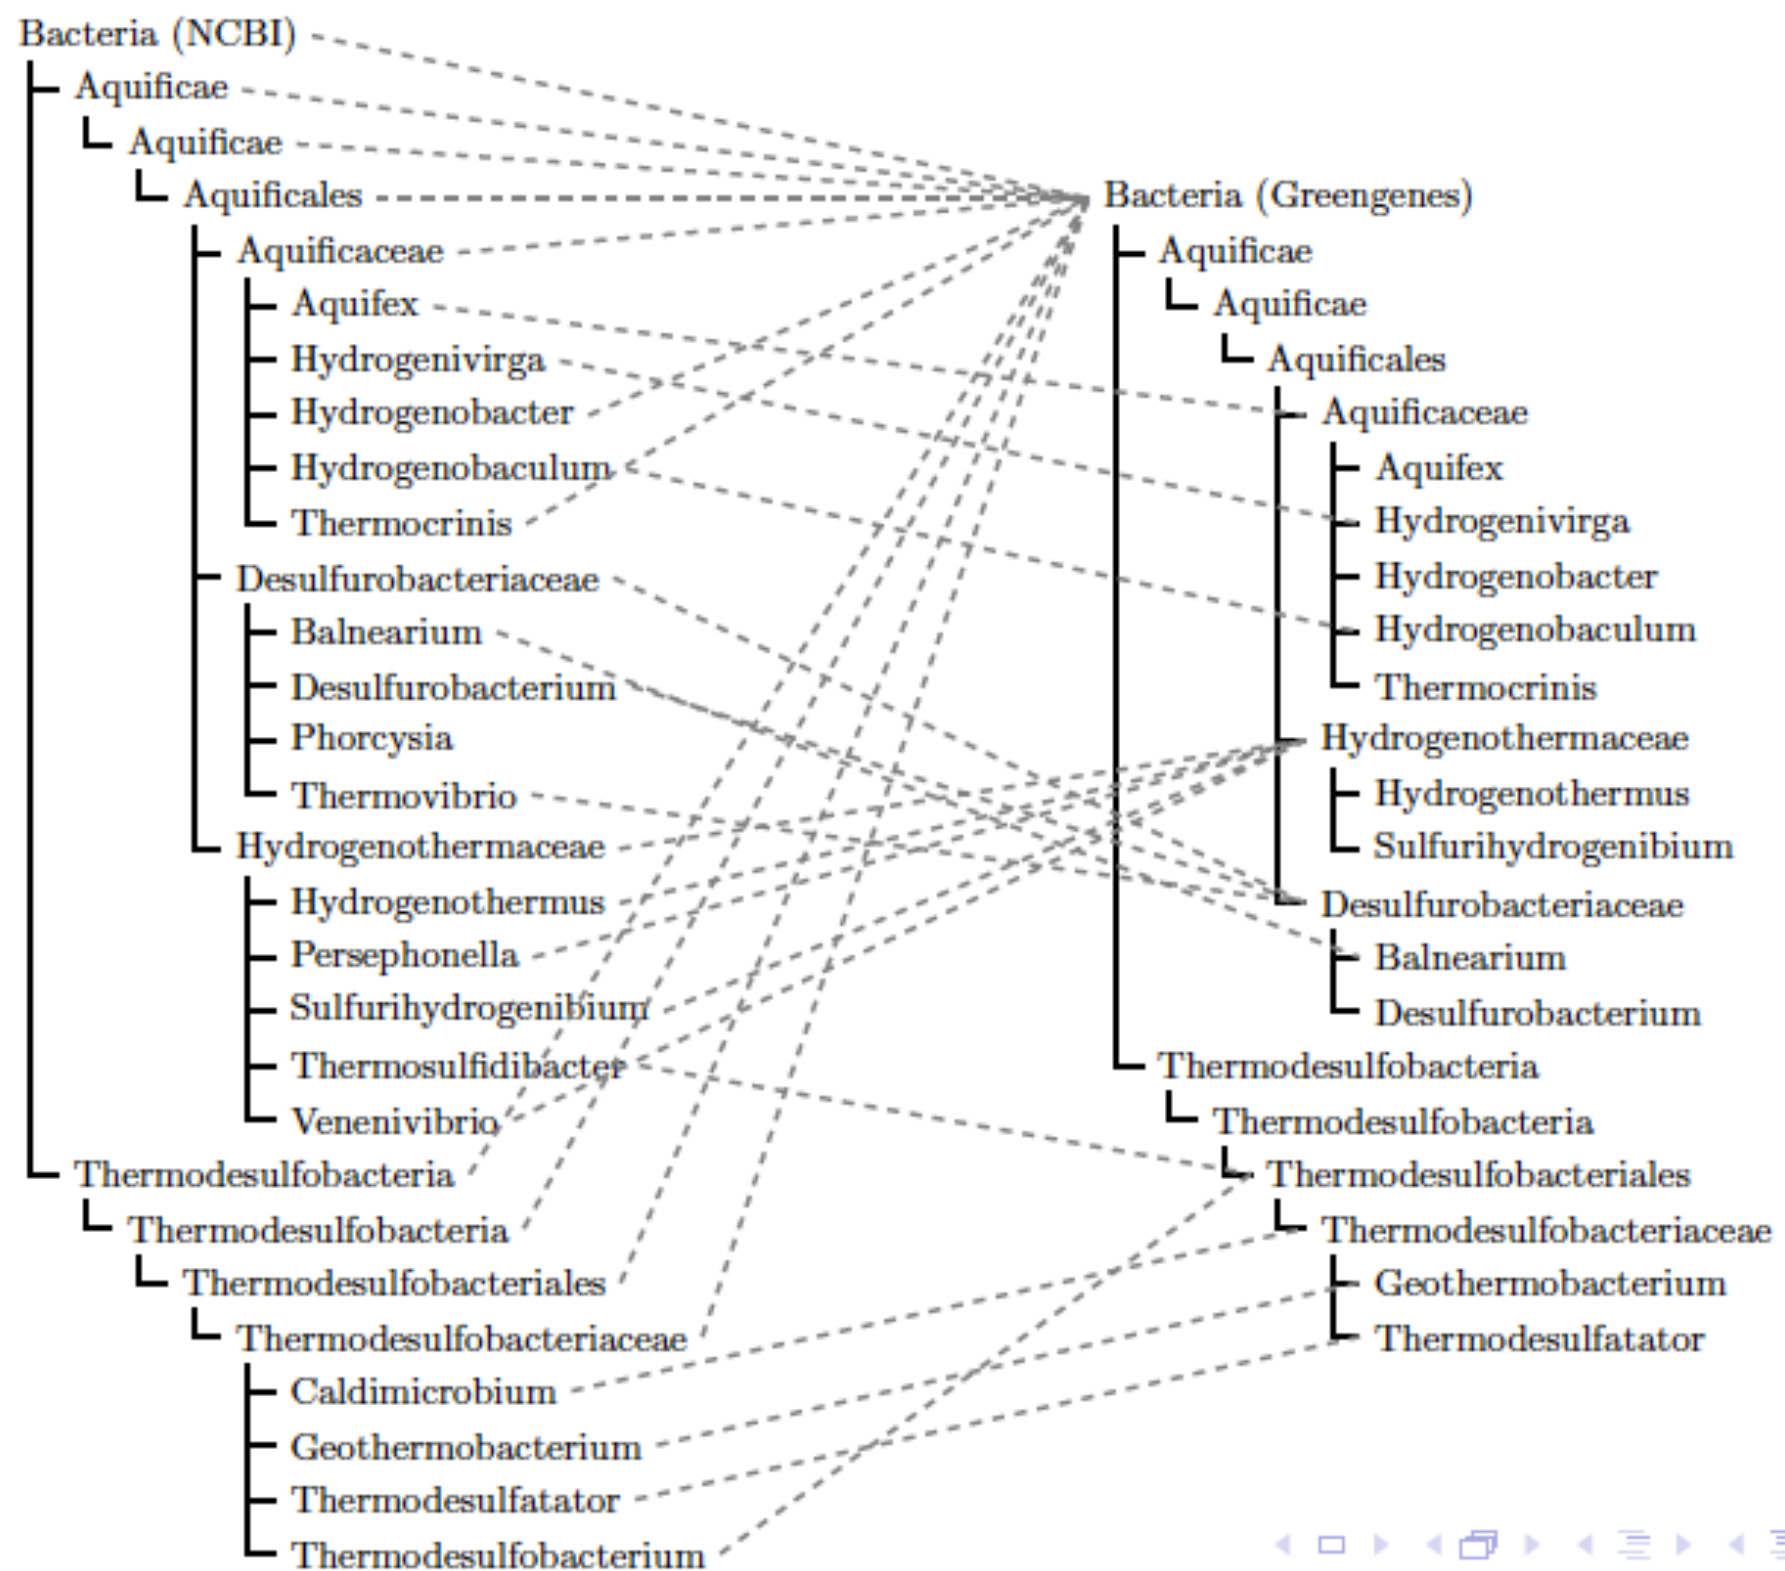 Bacteria (NCBI)
Aquificae
Aquificae
Aquificales
Aquificaceae
Aquifex
Hydrogenivirga
Hydrogenobacter
Hydrogenobaculum
Thermocrinis
Desulfurobacteriaceae
Balnearium
Desulfurobacterium
Phorcysia
Thermovibrio
Hydrogenothermaceae
Hydrogenothermus
Persephonella
Sulfurihydrogenibium
Thermosulfidibacter
Venenivibrio
Thermodesulfobacteria
Thermodesulfobacteria
Thermodesulfobacteriales
Thermodesulfobacteriaceae
Caldimicrobium
Geothermobacterium
Thermodesulfatator
Thermodesulfobacterium
Bacteria (Greengenes)
Aquificae
Aquificae
Aquificales
Aquificaceae
Aquifex
Hydrogenivirga
Hydrogenobacter
Hydrogenobaculum
Thermocrinis
Hydrogenothermaceae
Hydrogenothermus
Sulfurihydrogenibium
Desulfurobacteriaceae
Balnearium
Desulfurobacterium
Thermodesulfobacteria
Thermodesulfobacteria
Thermodesulfobacteriales
Thermodesulfobacteriaceae
Geothermobacterium
Thermodesulfatator